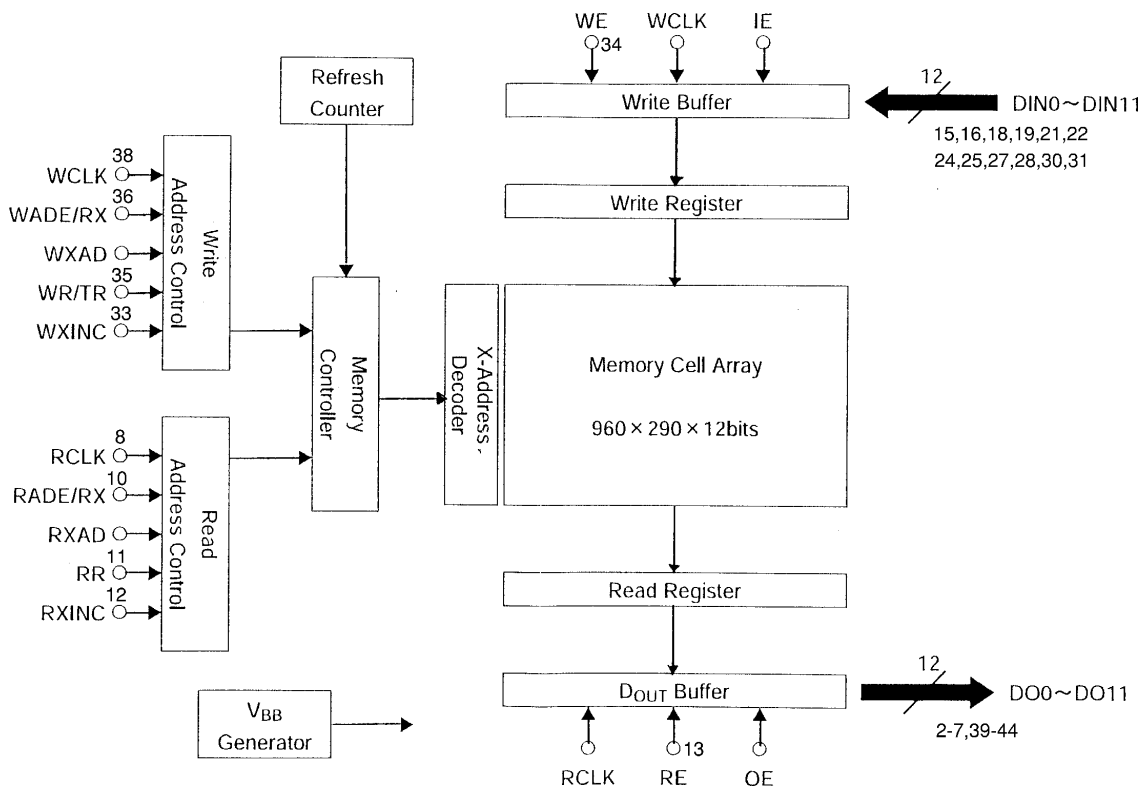 WE WCLK IE
34
Refresh
Counter
Write Buffer
12
DIN0～DIN11
15,16,18,19,21,22
24,25,27,28,30,31
Write Register
38
WCLK
36
WADE/RX
WXAD
35
WR/TR
33
WXINC
Write
Address Control
Memory
Controller
X-Address
Decoder
Memory Cell Array
960×290×12bits
8
RCLK
10
RADE/RX
RXAD
11
RR
12
RXINC
Read
Address Control
Read Register
DOUT Buffer
12
DO0～DO11
2-7,39-44
VBB
Generator
13
RCLK RE OE